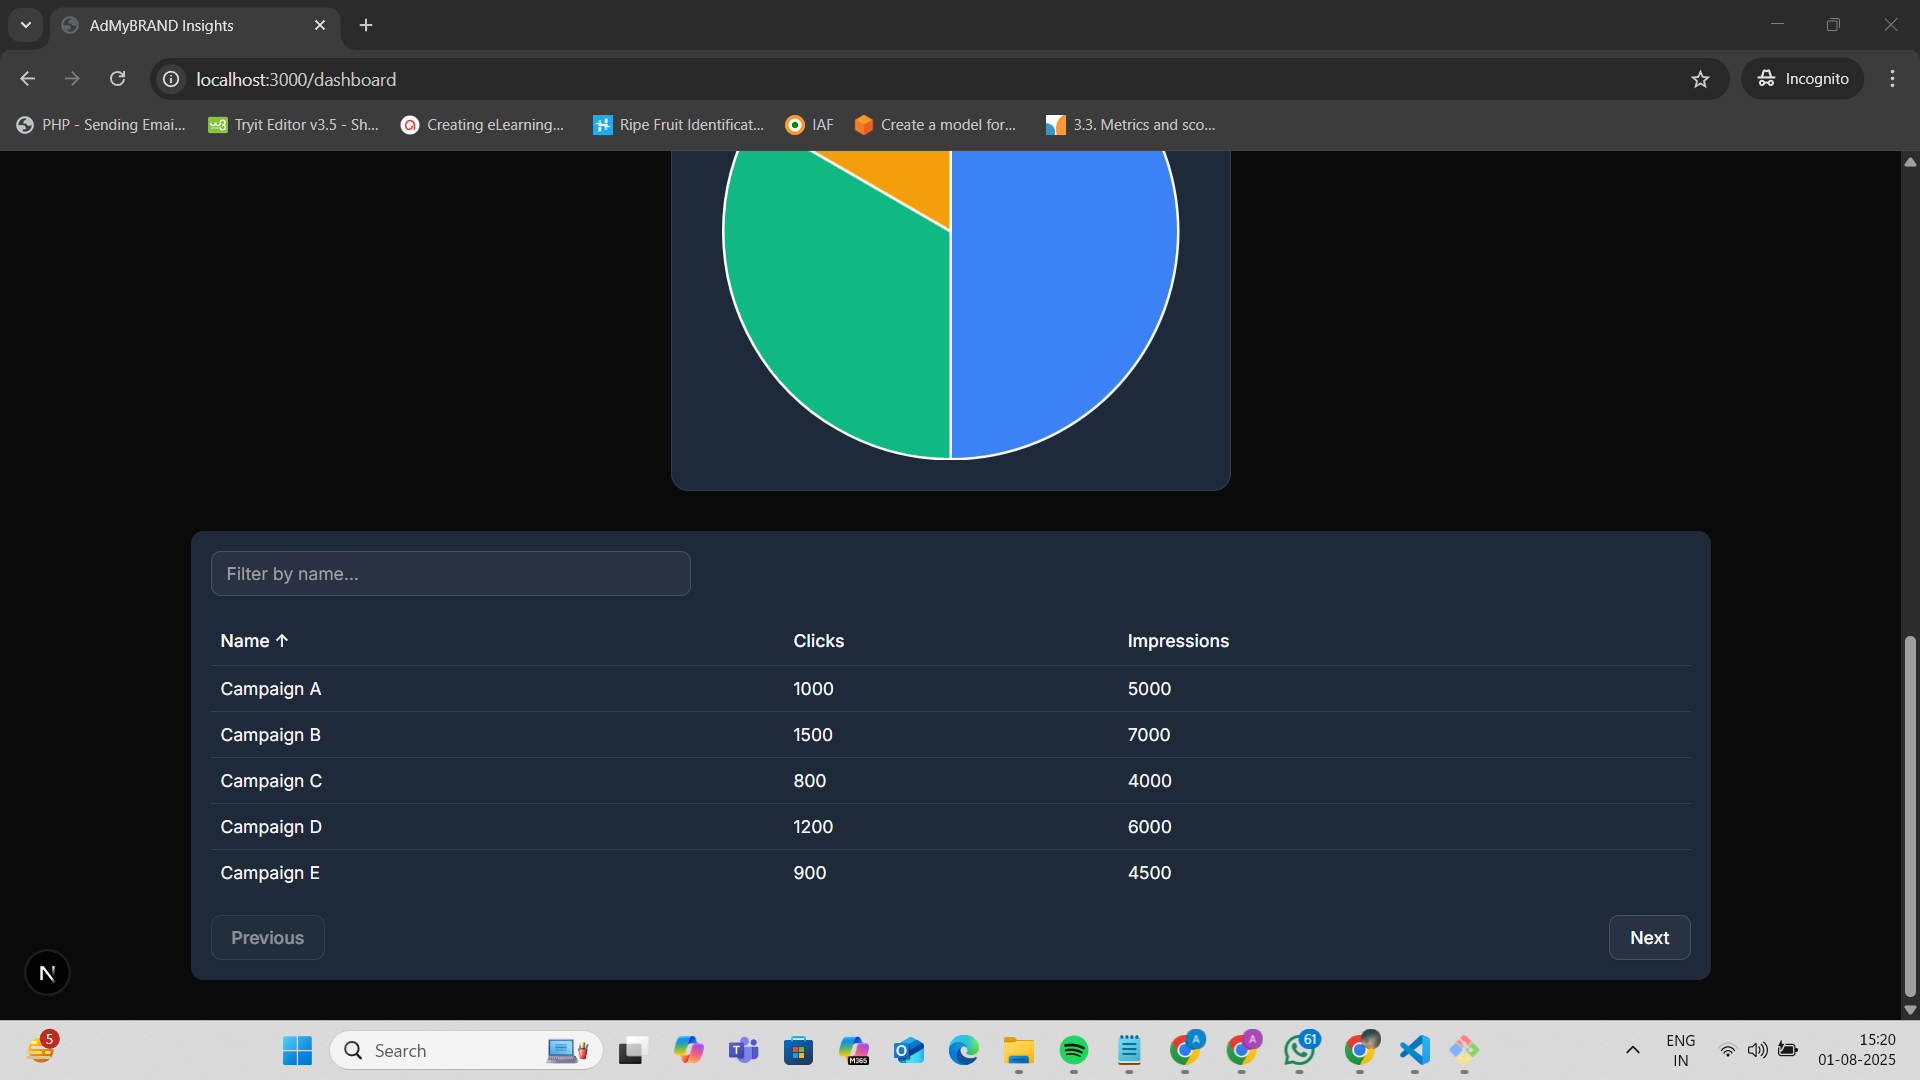 AdMyBRAND Insights
localhost:3000/dashboard
Incognito
PHP - Sending Emai...
Tryit Editor v3.5 - Sh...
Creating eLearning...
Ripe Fruit Identificat...
IAF
Create a model for...
3.3. Metrics and sco...
Filter by name...
Name ↑ Clicks Impressions
Campaign A 1000 5000
Campaign B 1500 7000
Campaign C 800 4000
Campaign D 1200 6000
Campaign E 900 4500
Previous Next
N
5
Search
M365
A
A
61
ENG
IN
15:20
01-08-2025